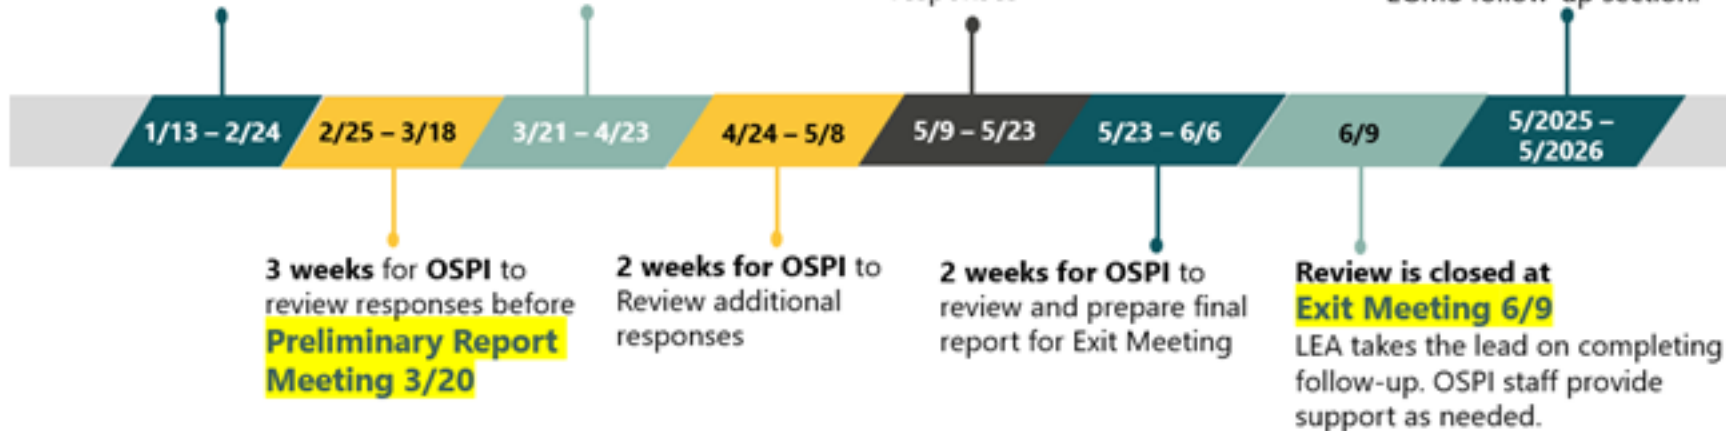 1/13 – 2/24
2/25 – 3/18
3/21 – 4/23
4/24 – 5/8
5/9 – 5/23
5/23 – 6/6
6/9
5/2025 –
5/2026
3 weeks for OSPI to
review responses before
Preliminary Report
Meeting 3/20
2 weeks for OSPI to
Review additional
responses
2 weeks for OSPI to
review and prepare final
report for Exit Meeting
Review is closed at
Exit Meeting 6/9
LEA takes the lead on completing
follow-up. OSPI staff provide
support as needed.